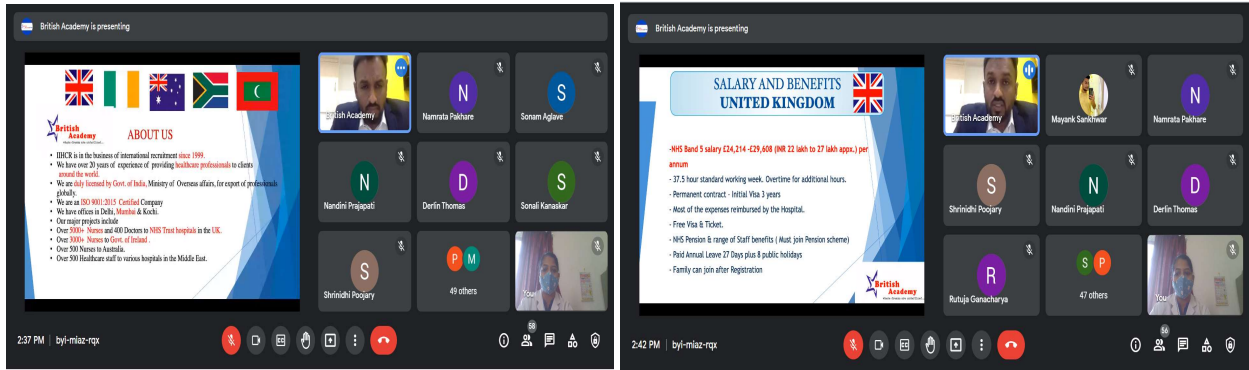 British Academy is presenting
British
Academy
ABOUT US
• IIHCR is in the business of international recruitment since 1999.
• We have over 20 years of experience of providing healthcare professionals to clients
around the world.
• We are duly licensed by Govt. of India, Ministry of Overseas affairs, for export of professionals
globally.
• We are an ISO 9001:2015 Certified Company
• We have offices in Delhi, Mumbai & Kochi.
• Our major projects include
• Over 5000+ Nurses and 400 Doctors to NHS Trust hospitals in the UK.
• Over 3000+ Nurses to Govt. of Ireland .
• Over 500 Nurses to Australia.
• Over 500 Healthcare staff to various hospitals in the Middle East.
British Academy
N
Namrata Pakhare
S
Sonam Aglave
N
Nandini Prajapati
D
Derlin Thomas
S
Sonali Kanaskar
S
Shrinidhi Poojary
P M
49 others
You
2:37 PM | byi-miaz-rqx
CC
58
British Academy is presenting
SALARY AND BENEFITS
UNITED KINGDOM
-NHS Band 5 salary £24,214 -£29,608 (INR 22 lakh to 27 lakh appx.) per
annum
- 37.5 hour standard working week. Overtime for additional hours.
- Permanent contract - Initial Visa 3 years
- Most of the expenses reimbursed by the Hospital.
- Free Visa & Ticket.
- NHS Pension & range of Staff benefits ( Must join Pension scheme)
- Paid Annual Leave 27 Days plus 8 public holidays
- Family can join after Registration
British
Academy
British Academy
Mayank Sankhwar
N
Namrata Pakhare
S
Shrinidhi Poojary
N
Nandini Prajapati
D
Derlin Thomas
R
Rutuja Ganacharya
S P
47 others
You
2:42 PM | byi-miaz-rqx
CC
56